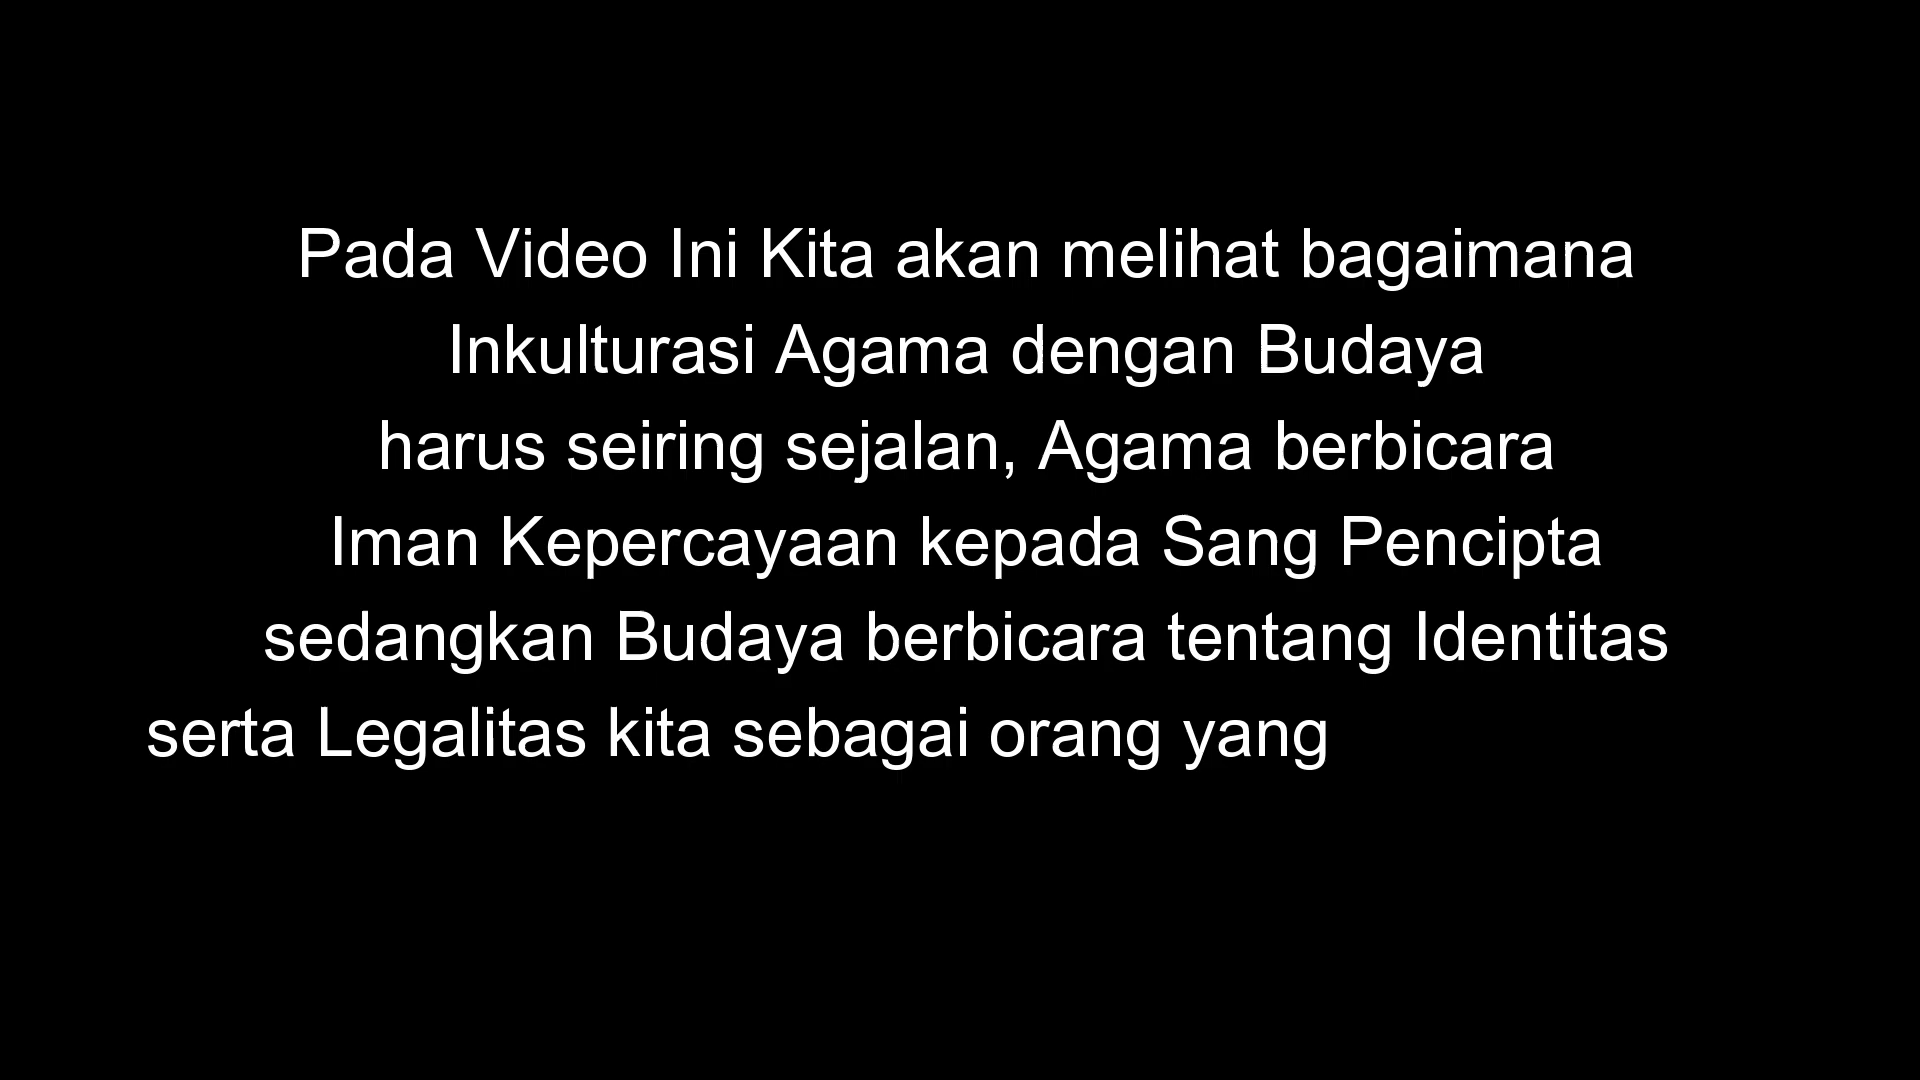 Pada Video Ini Kita akan melihat bagaimana
Inkulturasi Agama dengan Budaya
harus seiring sejalan, Agama berbicara
Iman Kepercayaan kepada Sang Pencipta
sedangkan Budaya berbicara tentang Identitas
serta Legalitas kita sebagai orang yang